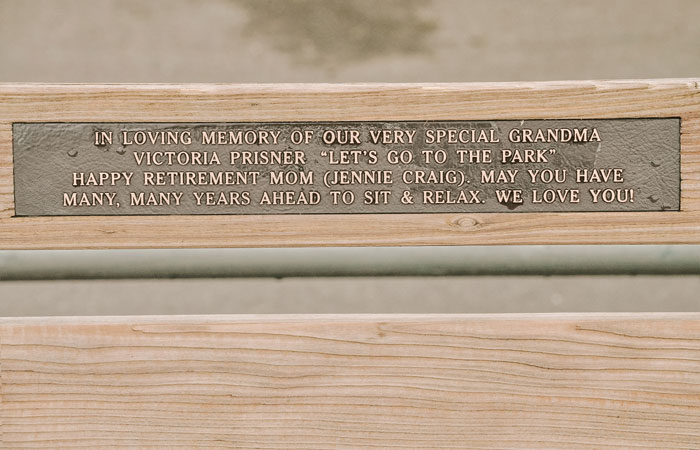 IN LOVING MEMORY OF OUR VERY SPECIAL GRANDMA
VICTORIA PRISNER "LET'S GO TO THE PARK"
HAPPY RETIREMENT MOM (JENNIE CRAIG). MAY YOU HAVE
MANY, MANY YEARS AHEAD TO SIT & RELAX. WE LOVE YOU!